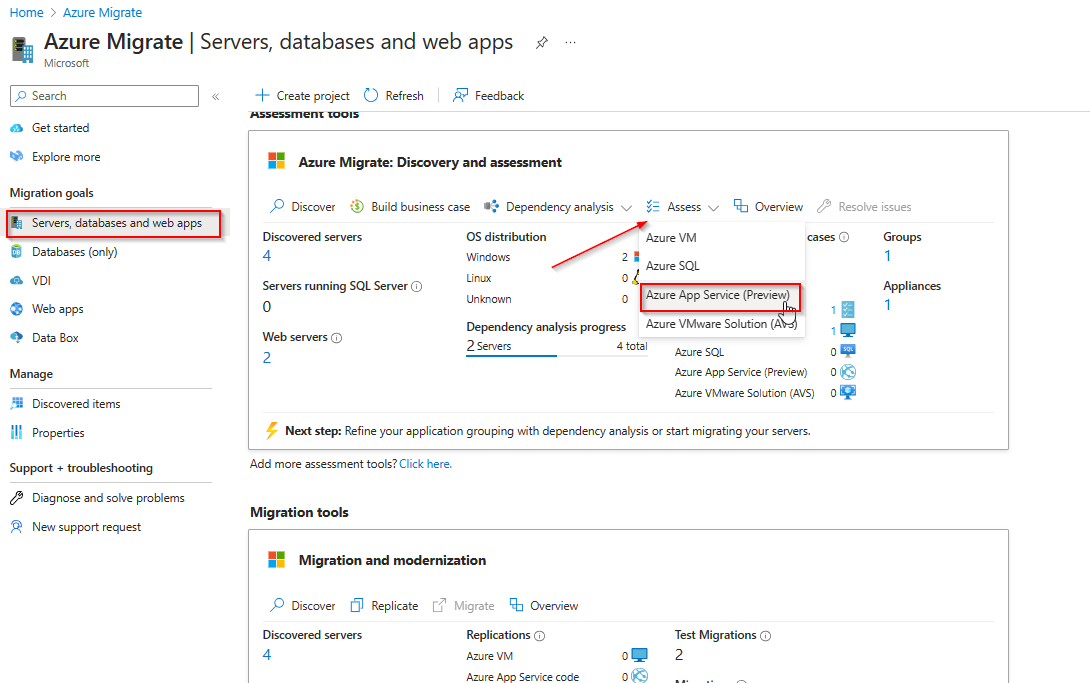 Home > Azure Migrate
Azure Migrate | Servers, databases and web apps
...
Microsoft
Search
«
Create project
Refresh
Feedback
Get started
Explore more
Migration goals
Servers, databases and web apps
Databases (only)
VDI
Web apps
Data Box
Manage
Discovered items
Properties
Support + troubleshooting
Diagnose and solve problems
New support request
Assessment tools
Azure Migrate: Discovery and assessment
Discover
Build business case
Dependency analysis
Assess
Overview
Resolve issues
Discovered servers
4
Servers running SQL Server
0
Web servers
2
OS distribution
Windows 2
Linux 0
Unknown 0
Dependency analysis progress
2 Servers 4 total
Azure VM
Azure SQL
Azure App Service (Preview)
Azure VMware Solution (AVS)
cases
1
1
Azure SQL 0
Azure App Service (Preview) 0
Azure VMware Solution (AVS) 0
Groups
1
Appliances
1
Next step: Refine your application grouping with dependency analysis or start migrating your servers.
Add more assessment tools? Click here.
Migration tools
Migration and modernization
Discover
Replicate
Migrate
Overview
Discovered servers
4
Replications
Azure VM 0
Azure App Service code 0
Test Migrations
2